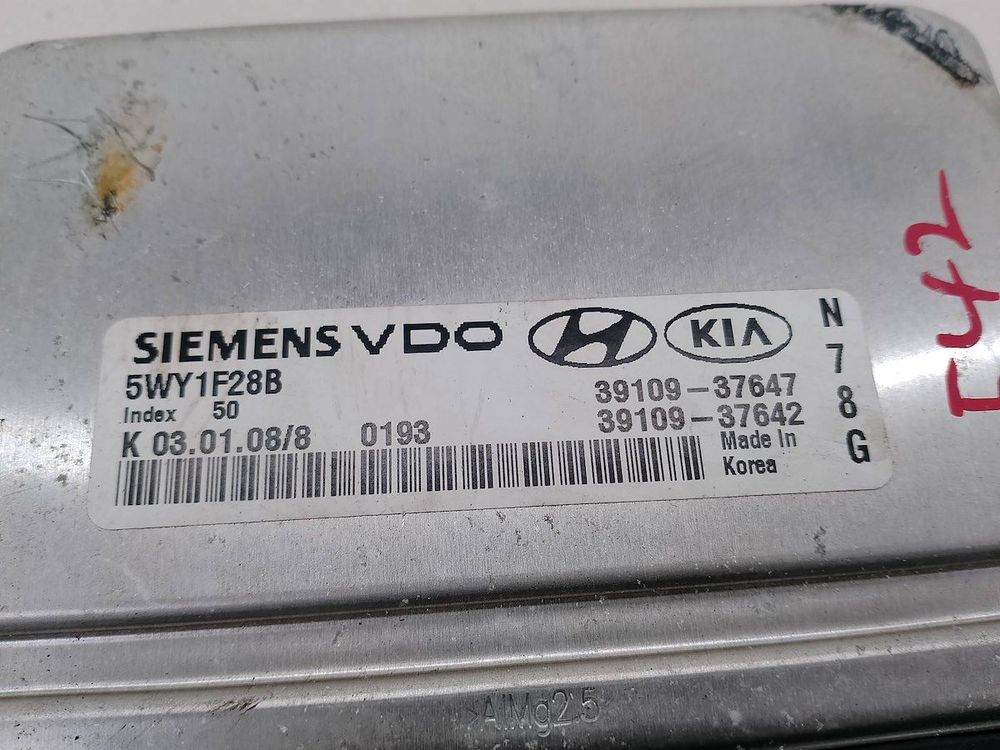 SIEMENS VDO KIA
5WY1F28B 39109-37647
Index 50 39109-37642
K 03.01.08/8 0193 Made In
Korea
N
7
8
G
>AlMg2.5<